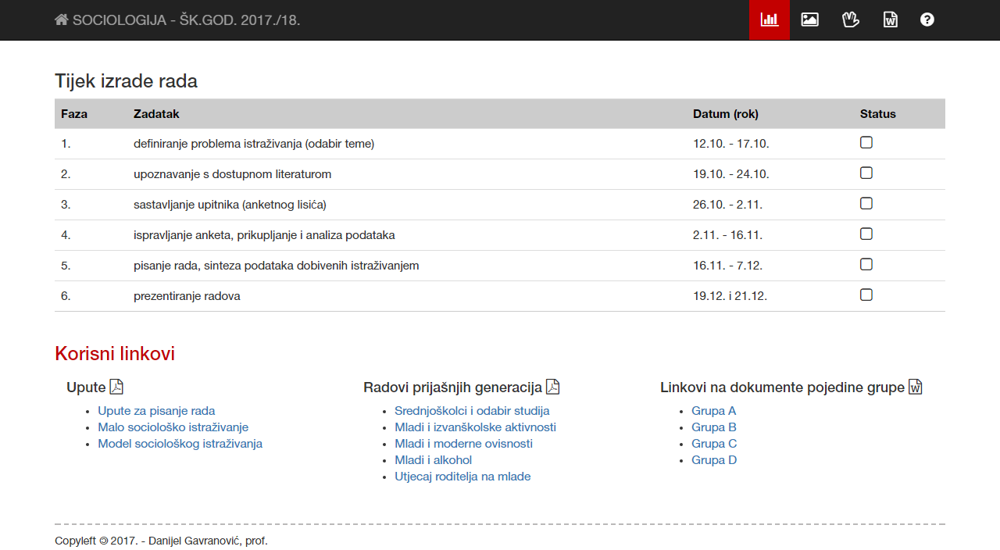 SOCIOLOGIJA - ŠK.GOD. 2017./18.
Tijek izrade rada
Faza Zadatak Datum (rok) Status
1. definiranje problema istraživanja (odabir teme) 12.10. - 17.10.
2. upoznavanje s dostupnom literaturom 19.10. - 24.10.
3. sastavljanje upitnika (anketnog lisića) 26.10. - 2.11.
4. ispravljanje anketa, prikupljanje i analiza podataka 2.11. - 16.11.
5. pisanje rada, sinteza podataka dobivenih istraživanjem 16.11. - 7.12.
6. prezentiranje radova 19.12. i 21.12.
Korisni linkovi
Upute
Upute za pisanje rada
Malo sociološko istraživanje
Model sociološkog istraživanja
Radovi prijašnjih generacija
Srednjoškolci i odabir studija
Mladi i izvanškolske aktivnosti
Mladi i moderne ovisnosti
Mladi i alkohol
Utjecaj roditelja na mlade
Linkovi na dokumente pojedine grupe
Grupa A
Grupa B
Grupa C
Grupa D
Copyleft 🄯 2017. - Danijel Gavranović, prof.